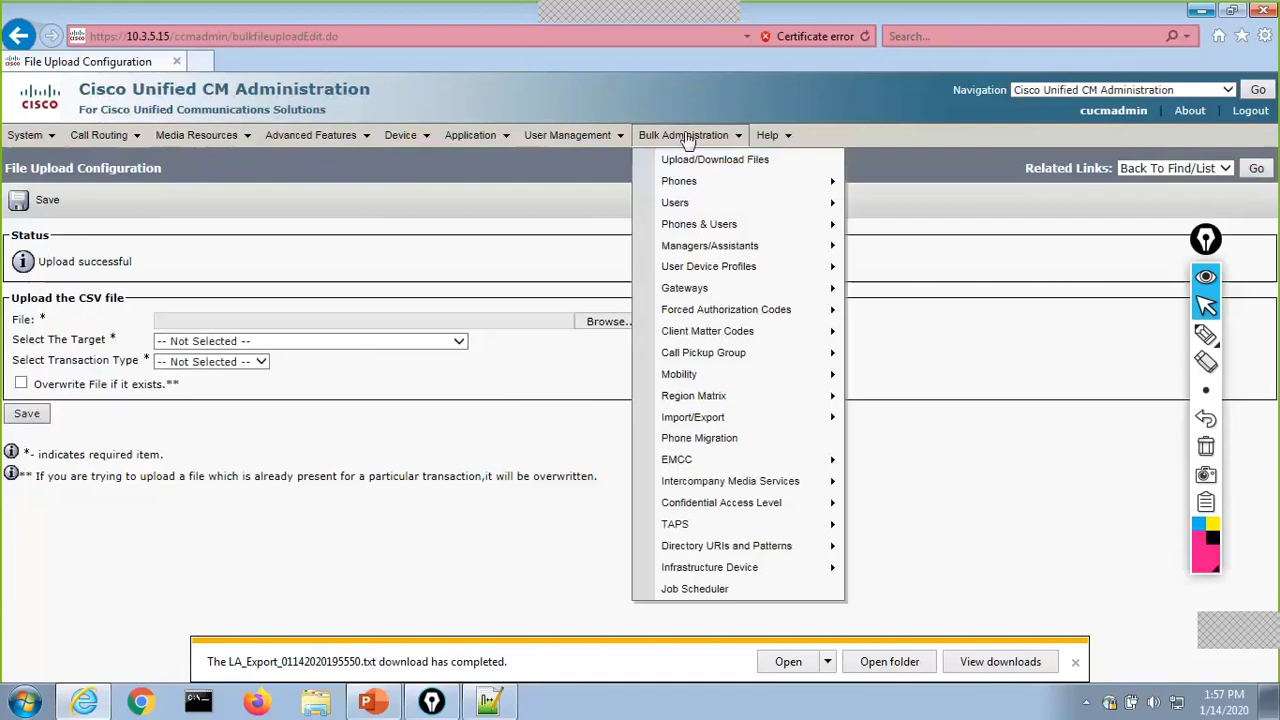 https://10.3.5.15/ccmadmin/bulkfileuploadEdit.do
Certificate error
Search...
File Upload Configuration
CISCO
Cisco Unified CM Administration
For Cisco Unified Communications Solutions
Navigation Cisco Unified CM Administration Go
cucmadmin About Logout
System Call Routing Media Resources Advanced Features Device Application User Management Bulk Administration Help
File Upload Configuration
Related Links: Back To Find/List Go
Save
Status
Upload successful
Upload the CSV file
File: * Browse..
Select The Target * -- Not Selected --
Select Transaction Type * -- Not Selected --
Overwrite File if it exists.**
Save
*- indicates required item.
** If you are trying to upload a file which is already present for a particular transaction,it will be overwritten.
Upload/Download Files
Phones
Users
Phones & Users
Managers/Assistants
User Device Profiles
Gateways
Forced Authorization Codes
Client Matter Codes
Call Pickup Group
Mobility
Region Matrix
Import/Export
Phone Migration
EMCC
Intercompany Media Services
Confidential Access Level
TAPS
Directory URIs and Patterns
Infrastructure Device
Job Scheduler
The LA_Export_01142020195550.txt download has completed.
Open Open folder View downloads
1:57 PM
1/14/2020